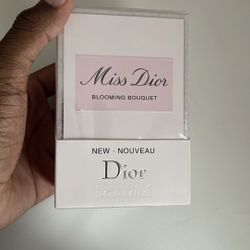 Miss Dior
BLOOMING BOUQUET
NEW - NOUVEAU
Dior